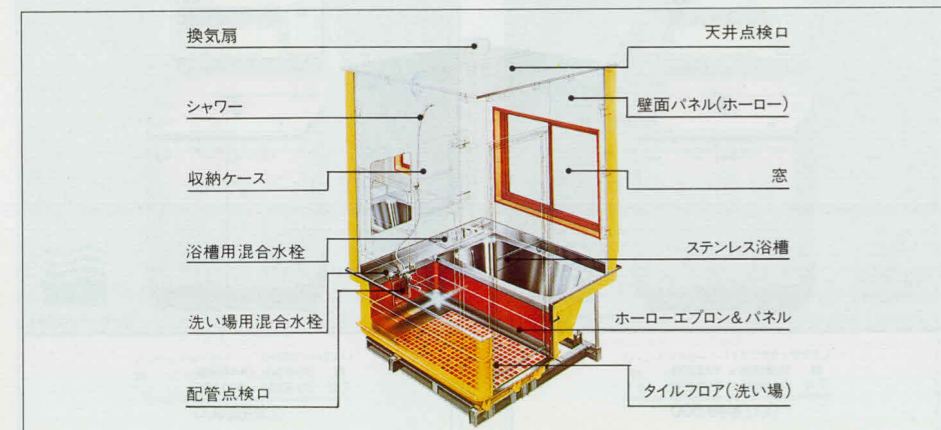 換気扇
シャワー
収納ケース
浴槽用混合水栓
洗い場用混合水栓
配管点検口
天井点検口
壁面パネル(ホーロー)
窓
ステンレス浴槽
ホーローエプロン&パネル
タイルフロア(洗い場)